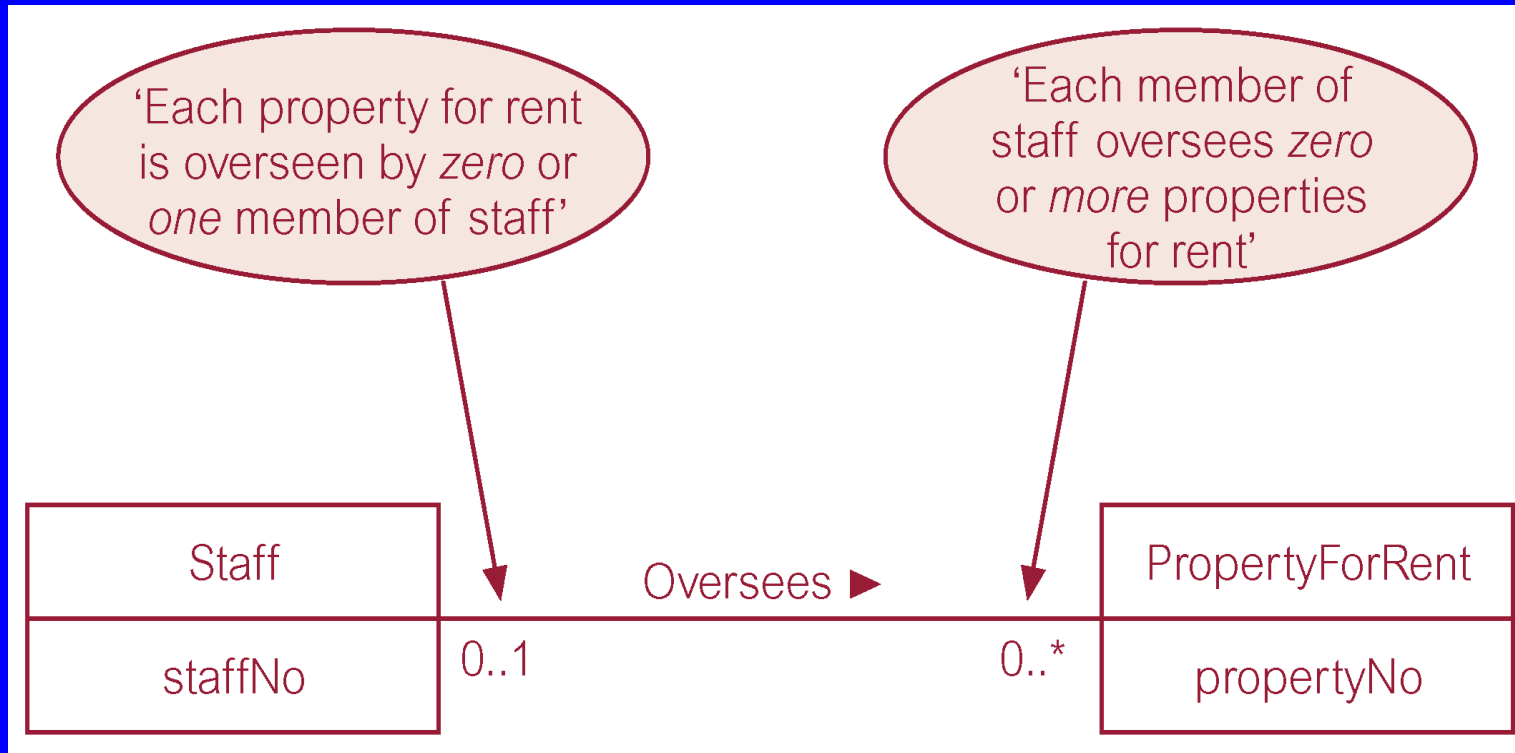 ‘Each property for rent
is overseen by zero or
one member of staff’
‘Each member of
staff oversees zero
or more properties
for rent’
Staff
staffNo
0..1
Oversees ►
0..*
PropertyForRent
propertyNo